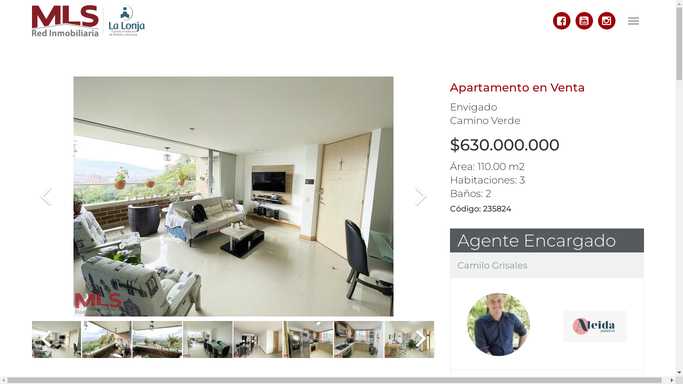 MLS
Red Inmobiliaria
La Lonja
Apartamento en Venta
Envigado
Camino Verde
$630.000.000
Área: 110.00 m2
Habitaciones: 3
Baños: 2
Código: 235824
Agente Encargado
Camilo Grisales
MLS
Aleida